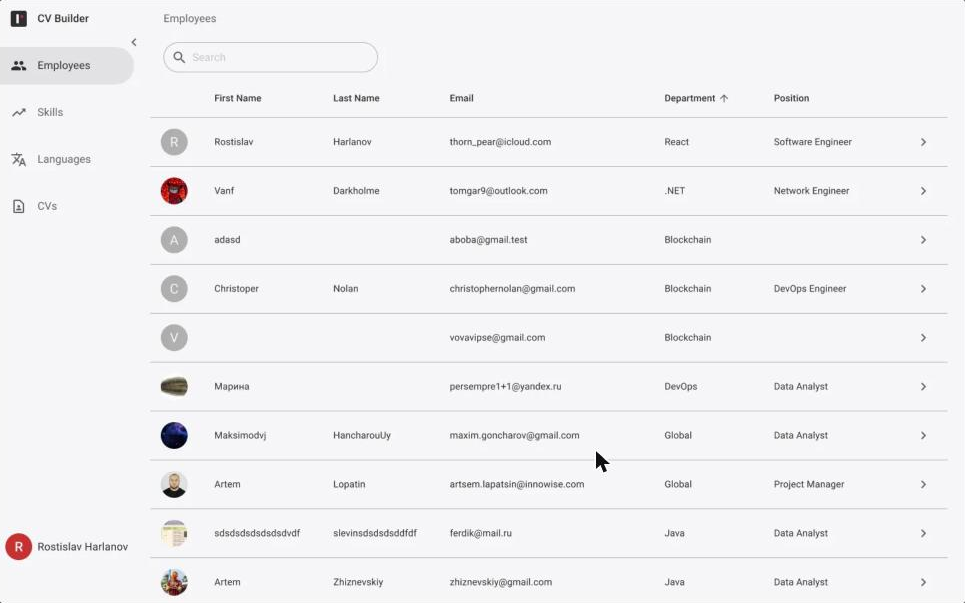 CV Builder
Employees
Skills
Languages
CVs
R Rostislav Harlanov
Employees
Search
First Name Last Name Email Department Position
R Rostislav Harlanov thorn_pear@icloud.com React Software Engineer
Vanf Darkholme tomgar9@outlook.com .NET Network Engineer
A adasd aboba@gmail.test Blockchain
C Christoper Nolan christophernolan@gmail.com Blockchain DevOps Engineer
V vovavipse@gmail.com Blockchain
Марина persempre1+1@yandex.ru DevOps Data Analyst
Maksimodvj HancharouUy maxim.goncharov@gmail.com Global Data Analyst
Artem Lopatin artsem.lapatsin@innowise.com Global Project Manager
sdsdsdsdsdsdsdvdf slevinsdsdsdsddfdf ferdik@mail.ru Java Data Analyst
Artem Zhiznevskiy zhiznevskiy@gmail.com Java Data Analyst